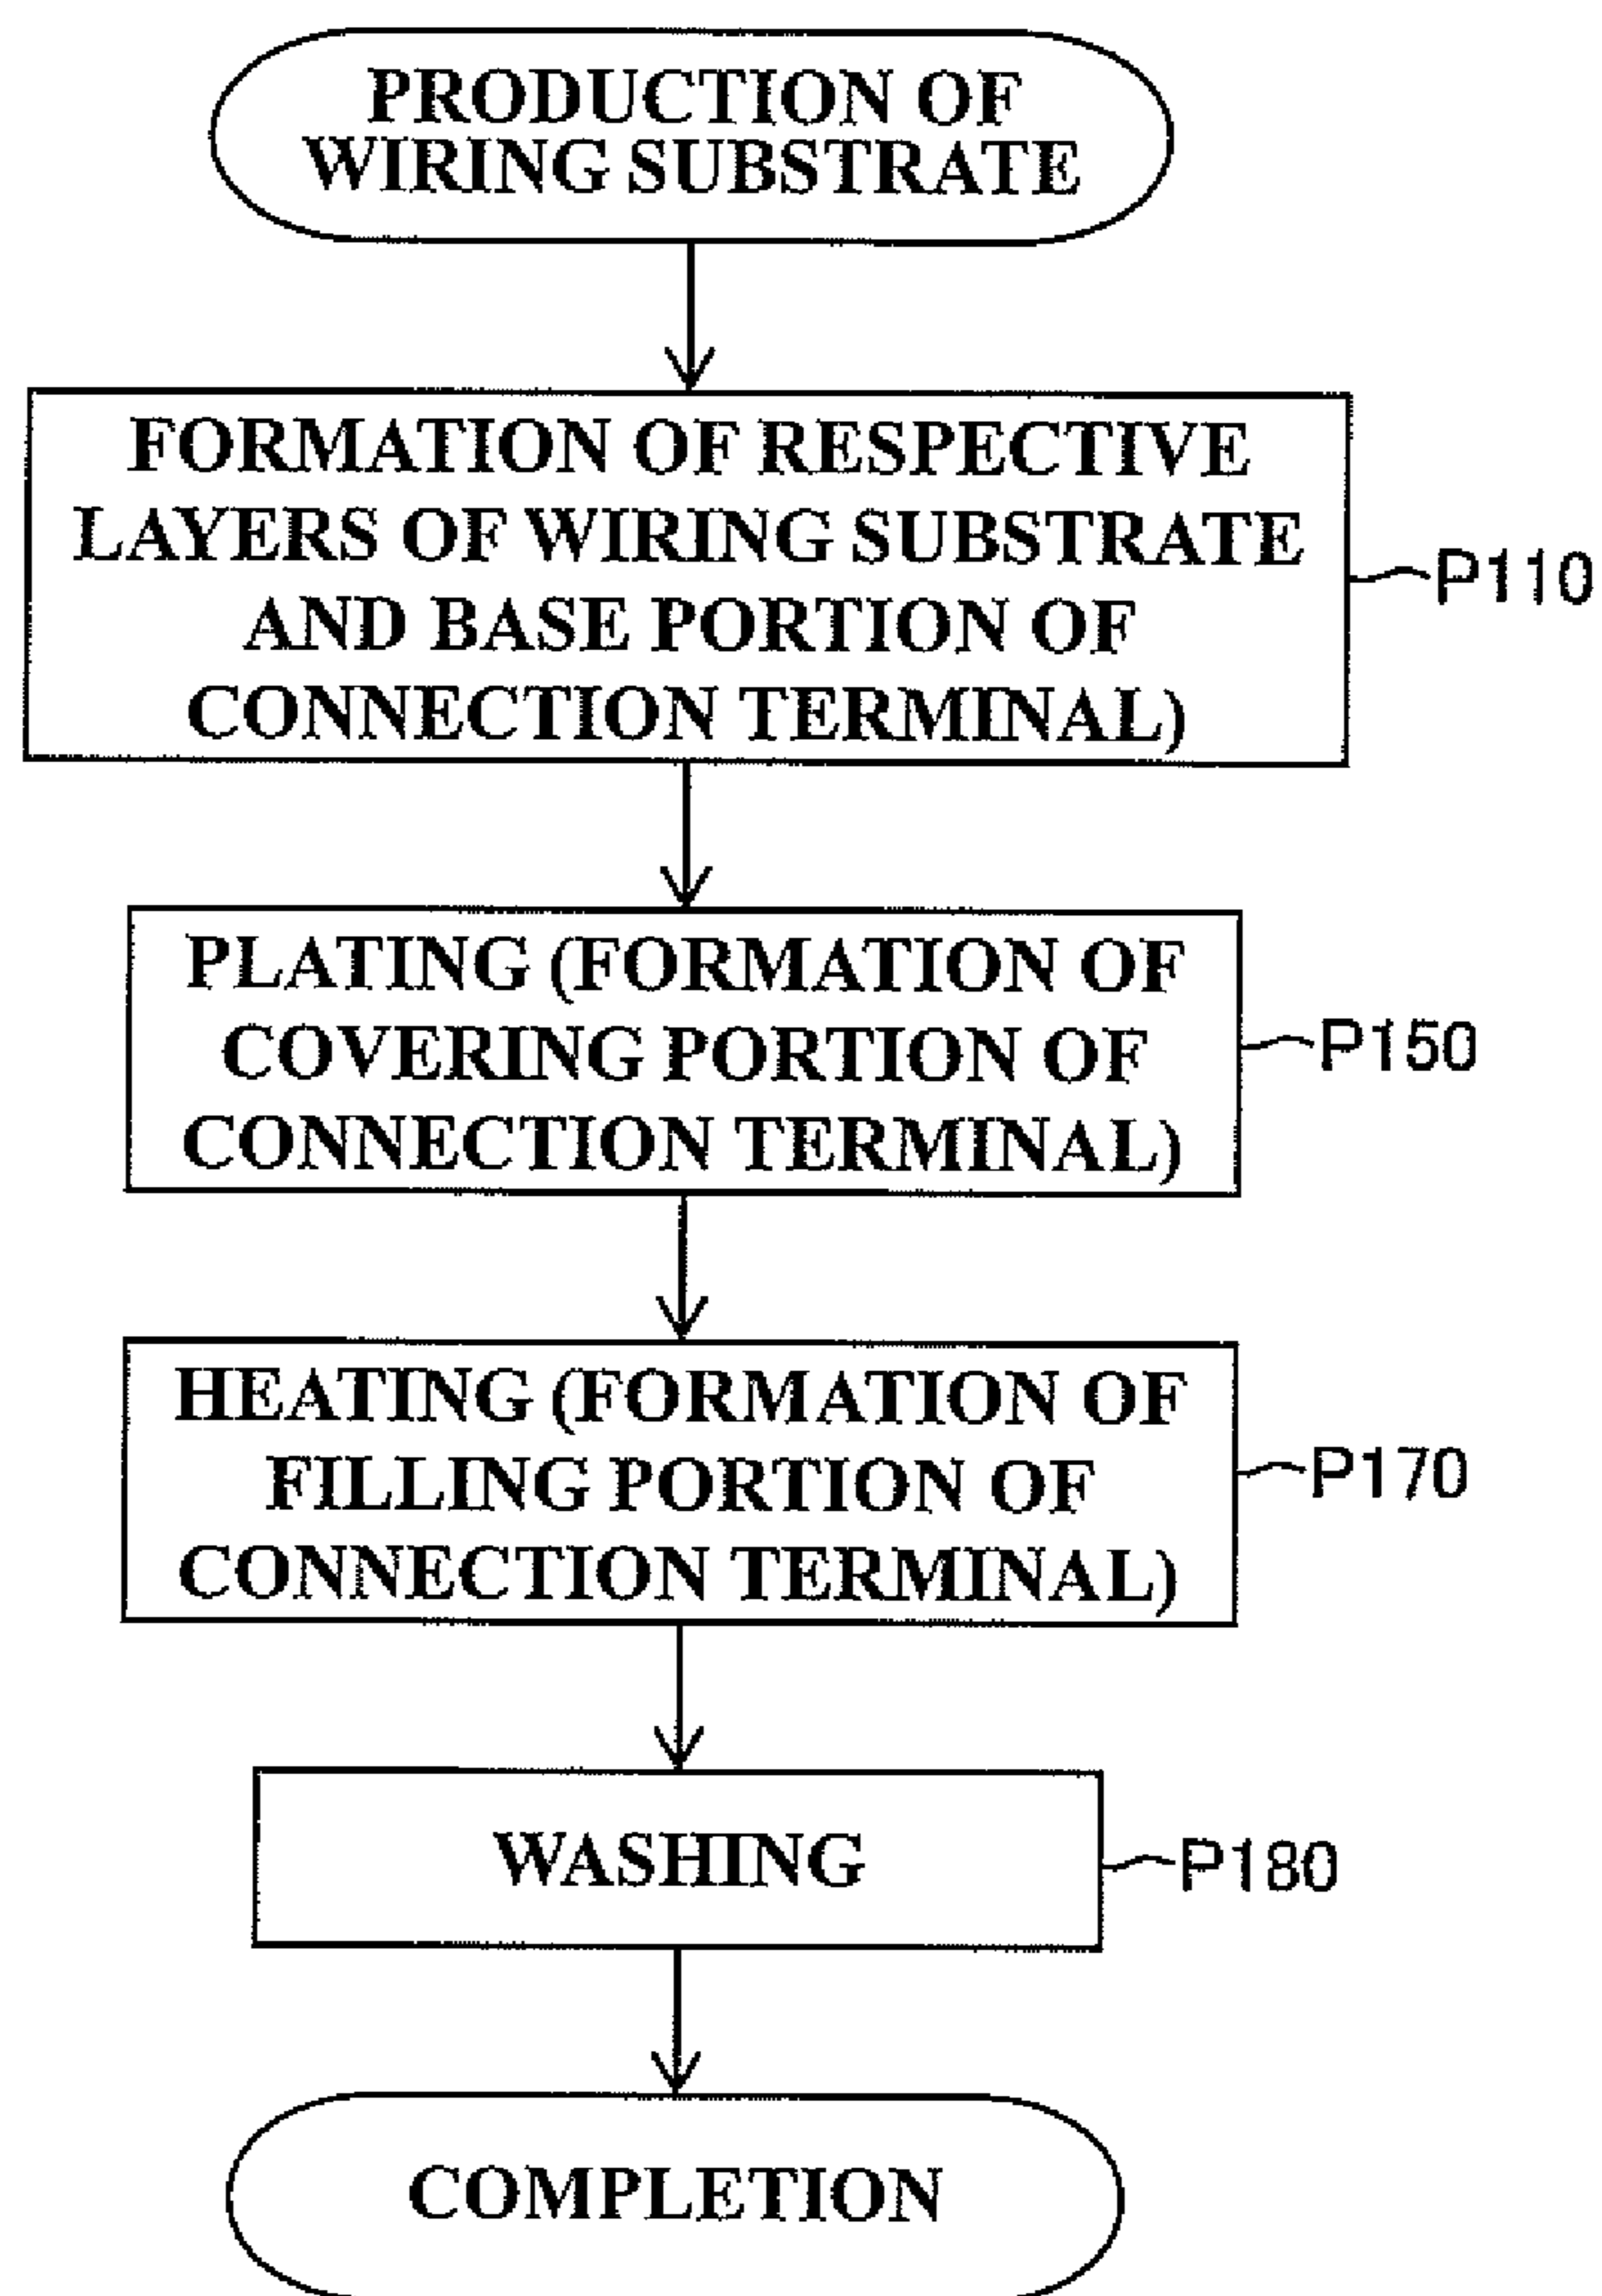 PRODUCTION OF
WIRING SUBSTRATE
FORMATION OF RESPECTIVE
LAYERS OF WIRING SUBSTRATE
AND BASE PORTION OF
CONNECTION TERMINAL)
P110
PLATING (FORMATION OF
COVERING PORTION OF
CONNECTION TERMINAL)
P150
HEATING (FORMATION OF
FILLING PORTION OF
CONNECTION TERMINAL)
P170
WASHING
P180
COMPLETION